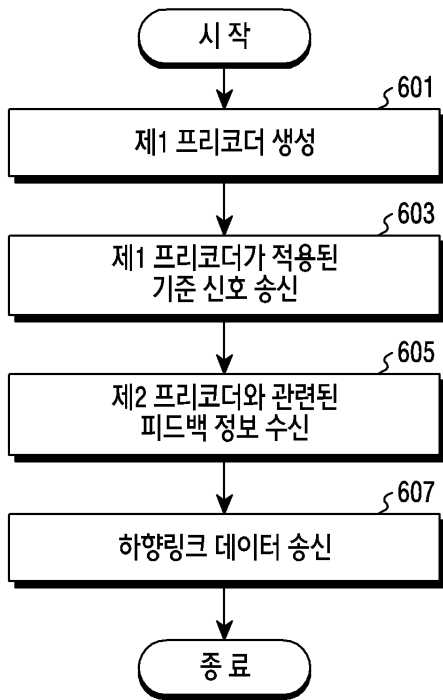 시 작
601
제1 프리코더 생성
603
제1 프리코더가 적용된
기준 신호 송신
605
제2 프리코더와 관련된
피드백 정보 수신
607
하향링크 데이터 송신
종 료